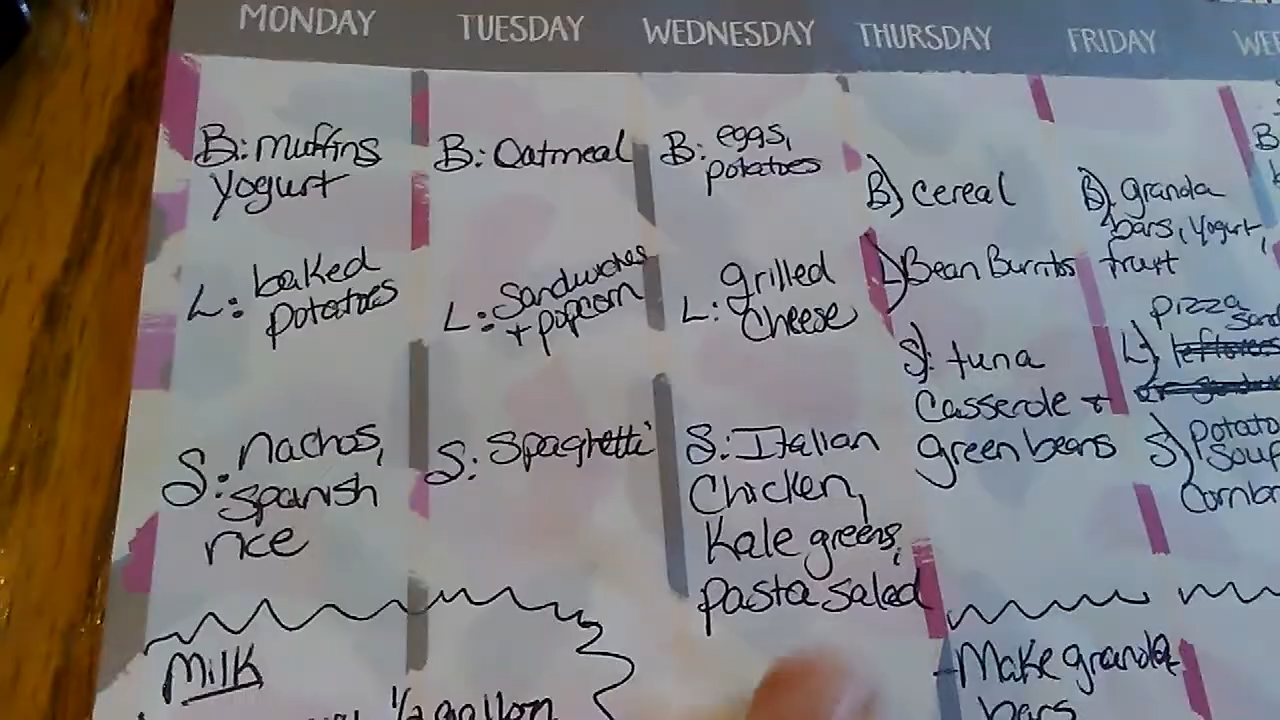 MONDAY TUESDAY WEDNESDAY THURSDAY FRIDAY
B: muffins
yogurt
L: baked
potatoes
S: nachos,
spanish
rice
B: Oatmeal
L: Sandwiches
+ popcorn
S: Spaghetti
B: eggs,
potatoes
L: grilled
cheese
S: Italian
Chicken,
Kale greens,
pasta salad
B) cereal
L) Bean Burritos
S): tuna
Casserole +
green beans
B) granola
bars, yogurt,
fruit
pizza
L) leftovers
or
S) Potato
Soup
Milk
1/2 gallon
Make granola
bars